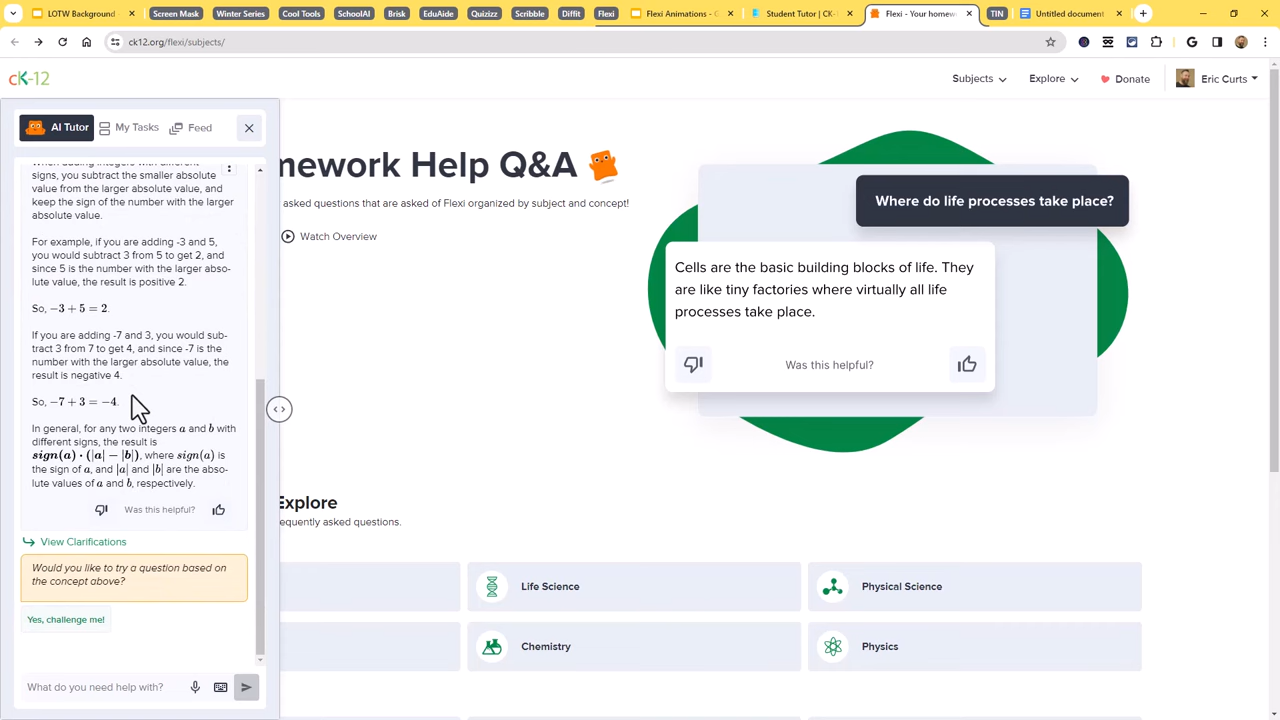 LOTW Background
Screen Mask
Winter Series
Cool Tools
SchoolAI
Brisk
EduAide
Quizizz
Scribble
Diffit
Flexi
Flexi Animations - G
Student Tutor | CK-1
Flexi - Your homew
TIN
Untitled document
ck12.org/flexi/subjects/
cK-12
Subjects
Explore
Donate
Eric Curts
AI Tutor
My Tasks
Feed
When adding integers with different
signs, you subtract the smaller absolute
value from the larger absolute value, and
keep the sign of the number with the larger
absolute value.
For example, if you are adding -3 and 5,
you would subtract 3 from 5 to get 2, and
since 5 is the number with the larger abso-
lute value, the result is positive 2.
So, −3 + 5 = 2.
If you are adding -7 and 3, you would sub-
tract 3 from 7 to get 4, and since -7 is the
number with the larger absolute value, the
result is negative 4.
So, −7 + 3 = −4.
In general, for any two integers a and b with
different signs, the result is
sign(a) · (|a| − |b|), where sign(a) is
the sign of a, and |a| and |b| are the abso-
lute values of a and b, respectively.
Was this helpful?
View Clarifications
Would you like to try a question based on
the concept above?
Yes, challenge me!
What do you need help with?
mework Help Q&A
asked questions that are asked of Flexi organized by subject and concept!
Watch Overview
Where do life processes take place?
Cells are the basic building blocks of life. They
are like tiny factories where virtually all life
processes take place.
Was this helpful?
Explore
equently asked questions.
Life Science
Physical Science
Chemistry
Physics